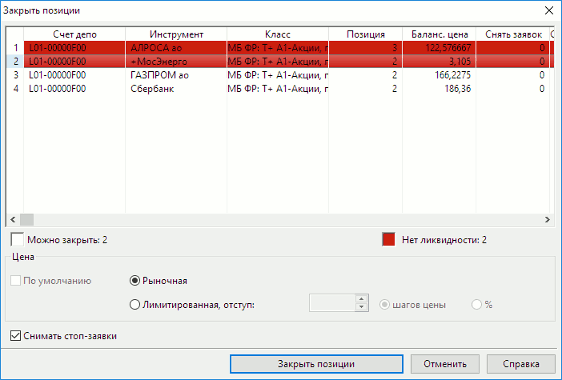 Закрыть позиции
Счет депо Инструмент Класс Позиция Баланс. цена Снять заявок
1 L01-00000F00 АЛРОСА ао МБ ФР: Т+ А1-Акции, г 3 122,576667 0
2 L01-00000F00 +МосЭнерго МБ ФР: Т+ А1-Акции, г 2 3,105 0
3 L01-00000F00 ГАЗПРОМ ао МБ ФР: Т+ А1-Акции, г 2 166,2275 0
4 L01-00000F00 Сбербанк МБ ФР: Т+ А1-Акции, г 2 186,36 0
Можно закрыть: 2 Нет ликвидности: 2
Цена
По умолчанию Рыночная
Лимитированная, отступ: шагов цены %
Снимать стоп-заявки
Закрыть позиции Отменить Справка